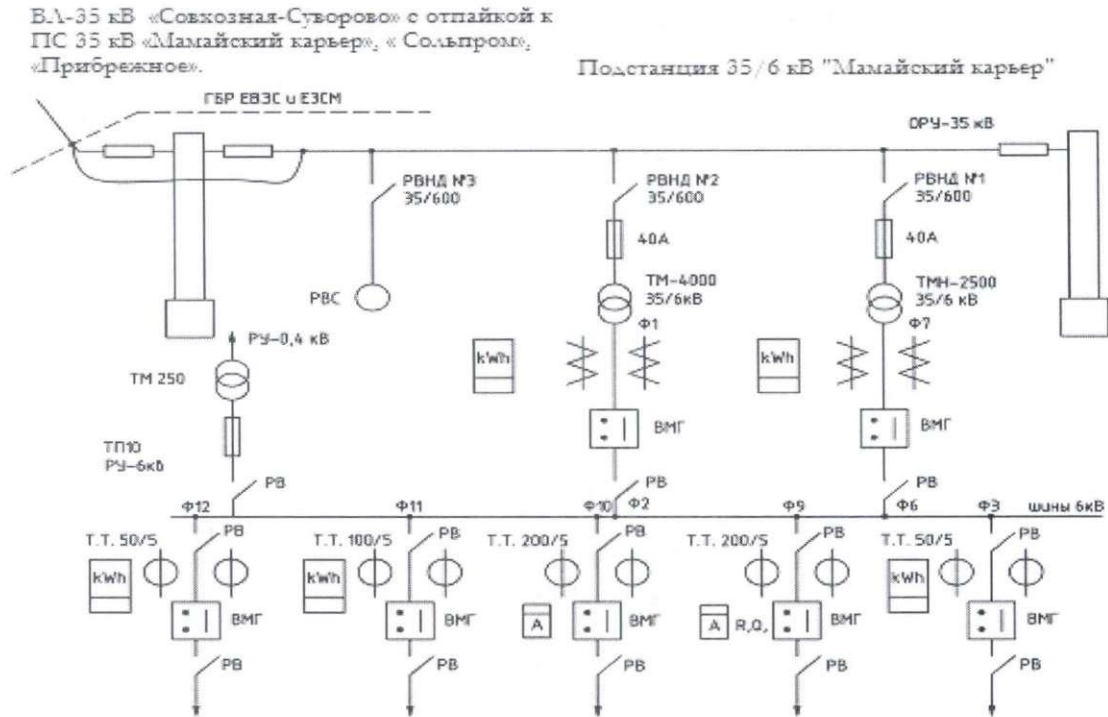 ВЛ-35 кВ «Совхозная-Суворово» с отпайкой к
ПС 35 кВ «Мамайский карьер», « Сольпром»,
«Прибрежное».
Подстанция 35/6 кВ "Мамайский карьер"
ГБР ЕВЭС и ЕЗСМ
ОРУ-35 кВ
РВНД №3
35/600
РВНД №2
35/600
РВНД №1
35/600
40А
40А
РВС
ТМ-4000
35/6кВ
ТМН-2500
35/6 кВ
Ф1
Ф7
РУ-0,4 кВ
kWh
kWh
ТМ 250
ВМГ
ВМГ
ТП10
РУ-6кВ
РВ
РВ
РВ
Ф12
Ф11
Ф10
Ф2
Ф9
Ф6
Ф3
шины 6кВ
Т.Т. 50/5
РВ
Т.Т. 100/5
РВ
Т.Т. 200/5
РВ
Т.Т. 200/5
РВ
Т.Т. 50/5
РВ
kWh
kWh
kWh
ВМГ
ВМГ
А
ВМГ
А
R,Q,
ВМГ
ВМГ
РВ
РВ
РВ
РВ
РВ